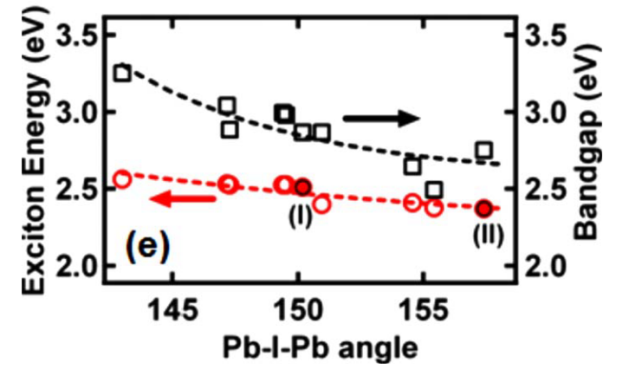 Exciton Energy (eV)
3.5
3.0
2.5
2.0
(e)
(I)
(II)
3.5
3.0
2.5
2.0
Bandgap (eV)
145 150 155
Pb-I-Pb angle